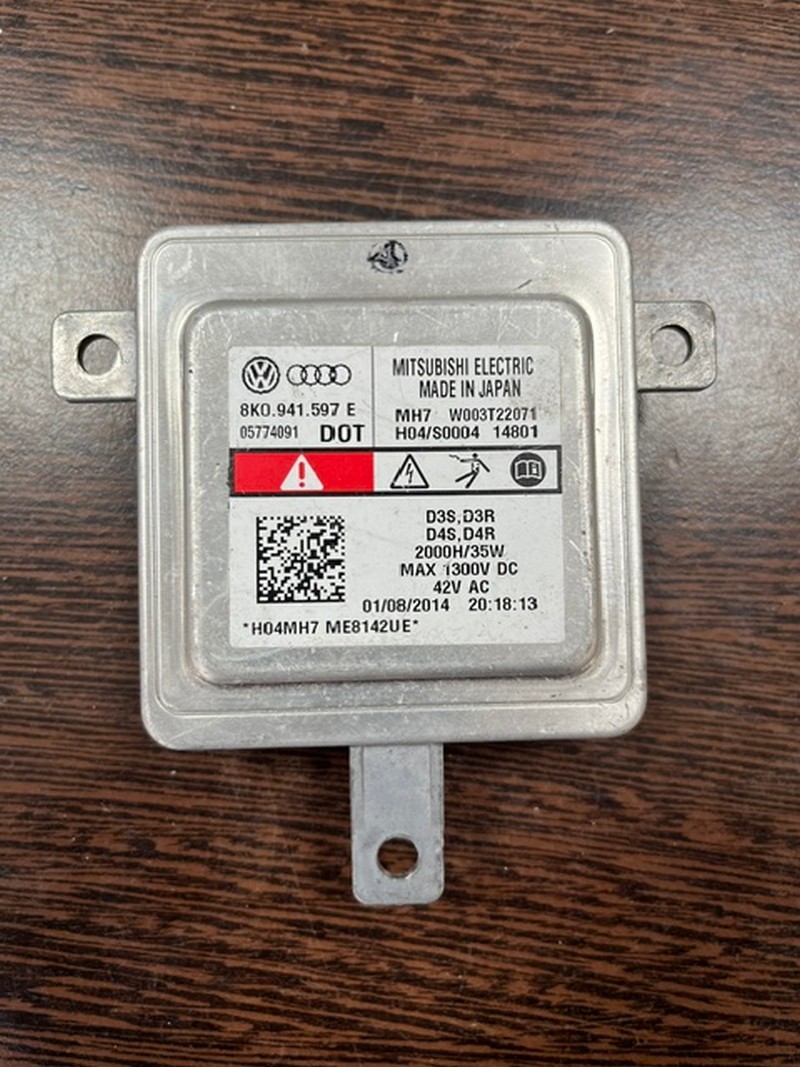 8K0.941.597 E
05774091 DOT
MITSUBISHI ELECTRIC
MADE IN JAPAN
MH7 W003T22071
H04/S0004 14801
D3S,D3R
D4S,D4R
2000H/35W
MAX 1300V DC
42V AC
01/08/2014 20:18:13
*H04MH7 ME8142UE*